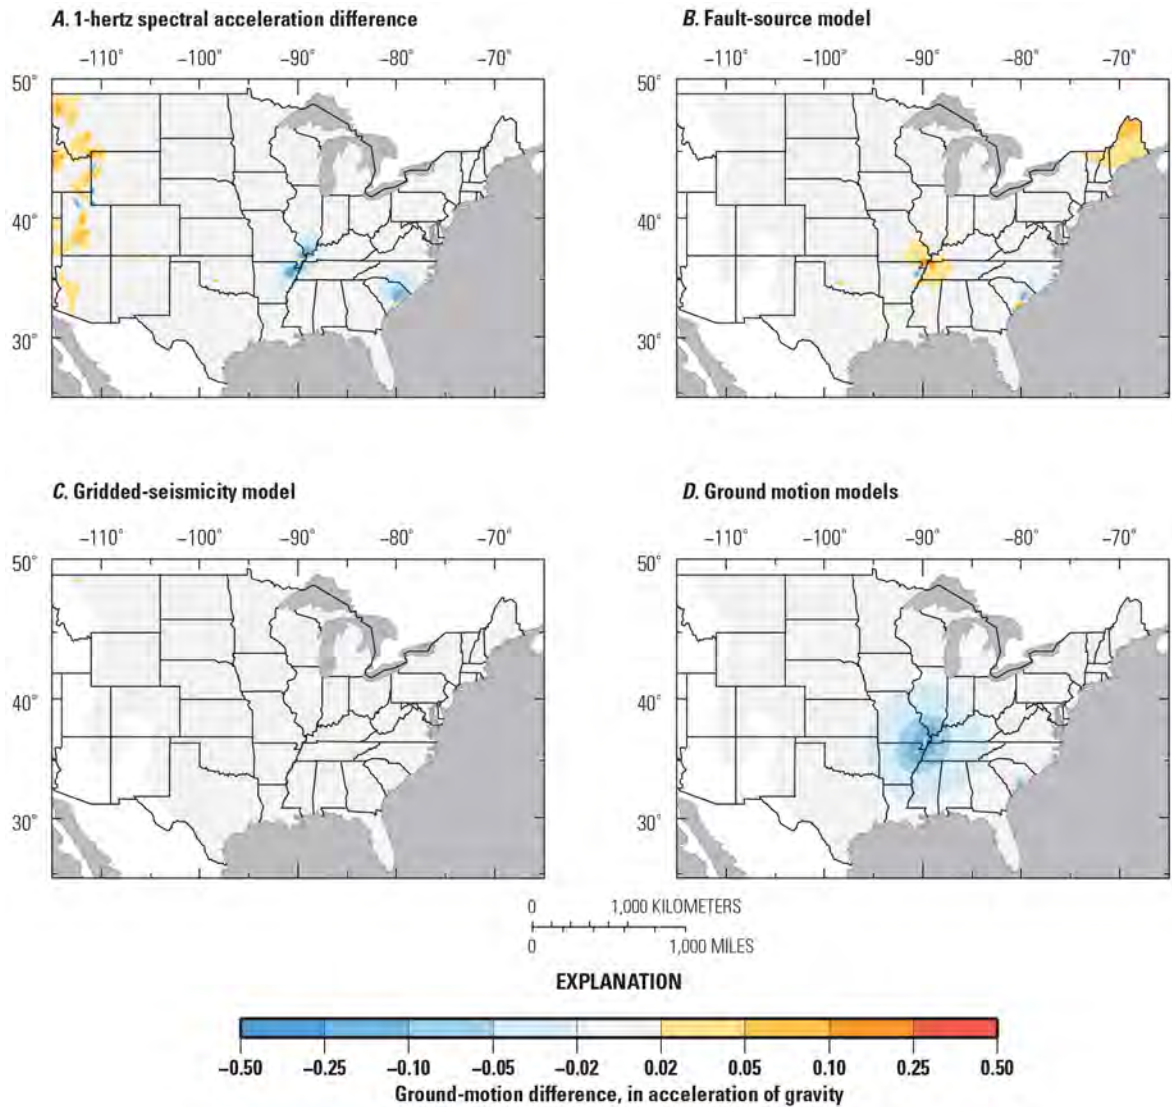 A. 1-hertz spectral acceleration difference
−110° −100° −90° −80° −70°
50°
40°
30°
B. Fault-source model
−110° −100° −90° −80° −70°
50°
40°
30°
C. Gridded-seismicity model
−110° −100° −90° −80° −70°
50°
40°
30°
D. Ground motion models
−110° −100° −90° −80° −70°
50°
40°
30°
0 1,000 KILOMETERS
0 1,000 MILES
EXPLANATION
−0.50 −0.25 −0.10 −0.05 −0.02 0.02 0.05 0.10 0.25 0.50
Ground-motion difference, in acceleration of gravity